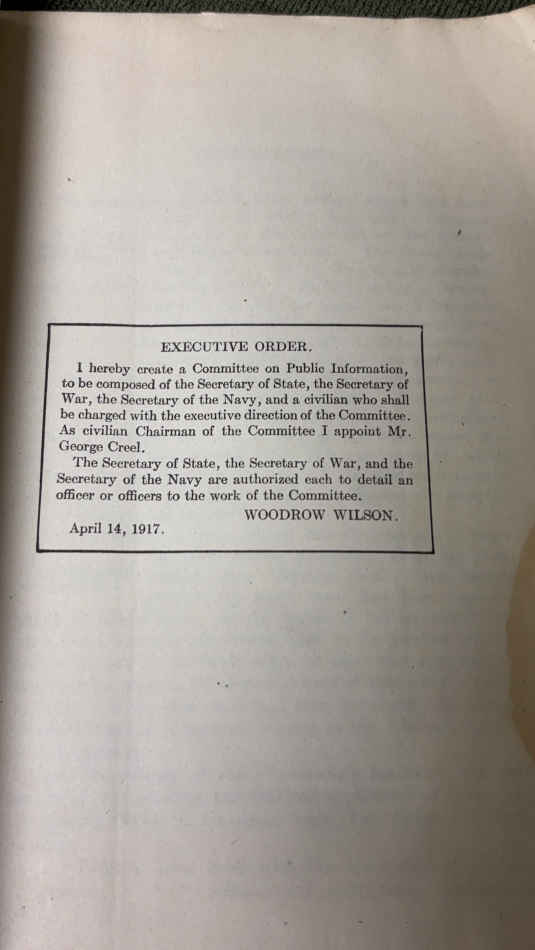 EXECUTIVE ORDER.
I hereby create a Committee on Public Information,
to be composed of the Secretary of State, the Secretary of
War, the Secretary of the Navy, and a civilian who shall
be charged with the executive direction of the Committee.
As civilian Chairman of the Committee I appoint Mr.
George Creel.
The Secretary of State, the Secretary of War, and the
Secretary of the Navy are authorized each to detail an
officer or officers to the work of the Committee.
WOODROW WILSON.
April 14, 1917.